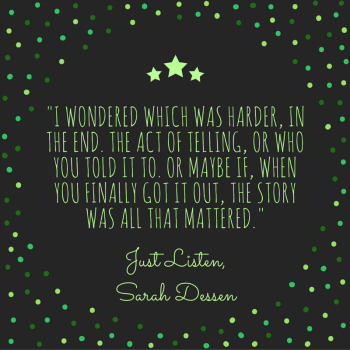 "I WONDERED WHICH WAS HARDER, IN
THE END. THE ACT OF TELLING, OR WHO
YOU TOLD IT TO. OR MAYBE IF, WHEN
YOU FINALLY GOT IT OUT, THE STORY
WAS ALL THAT MATTERED."
Just Listen,
Sarah Dessen